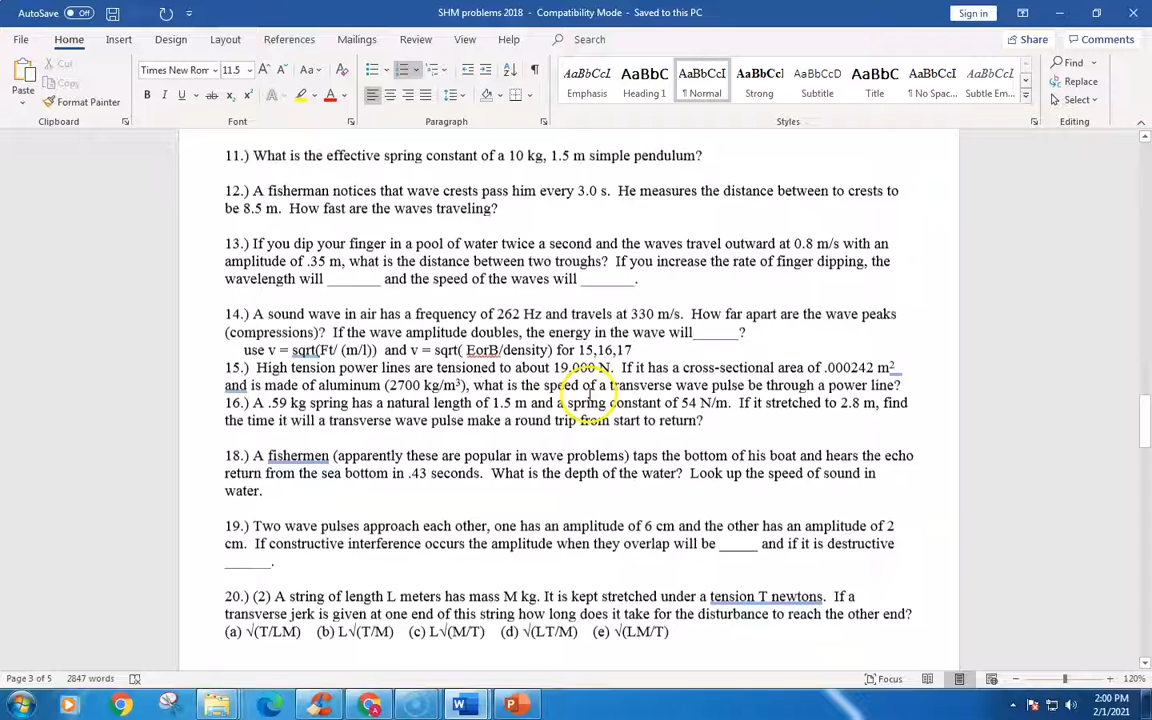 AutoSave Off
SHM problems 2018 - Compatibility Mode - Saved to this PC
Sign in
File Home Insert Design Layout References Mailings Review View Help Search
Share Comments
Paste
Cut
Copy
Format Painter
Times New Rom 11.5
AaBbCcI AaBbC AaBbCcI AaBbCcI AaBbCcD AaBbC AaBbCcI AaBbCcI
Emphasis Heading 1 ¶ Normal Strong Subtitle Title ¶ No Spac... Subtle Em...
Find
Replace
Select
Clipboard Font Paragraph Styles Editing
11.) What is the effective spring constant of a 10 kg, 1.5 m simple pendulum?
12.) A fisherman notices that wave crests pass him every 3.0 s. He measures the distance between to crests to
be 8.5 m. How fast are the waves traveling?
13.) If you dip your finger in a pool of water twice a second and the waves travel outward at 0.8 m/s with an
amplitude of .35 m, what is the distance between two troughs? If you increase the rate of finger dipping, the
wavelength will _______ and the speed of the waves will _______.
14.) A sound wave in air has a frequency of 262 Hz and travels at 330 m/s. How far apart are the wave peaks
(compressions)? If the wave amplitude doubles, the energy in the wave will______?
use v = sqrt(Ft/ (m/l)) and v = sqrt( EorB/density) for 15,16,17
15.) High tension power lines are tensioned to about 19,000 N. If it has a cross-sectional area of .000242 m²
and is made of aluminum (2700 kg/m³), what is the speed of a transverse wave pulse be through a power line?
16.) A .59 kg spring has a natural length of 1.5 m and a spring constant of 54 N/m. If it stretched to 2.8 m, find
the time it will a transverse wave pulse make a round trip from start to return?
18.) A fishermen (apparently these are popular in wave problems) taps the bottom of his boat and hears the echo
return from the sea bottom in .43 seconds. What is the depth of the water? Look up the speed of sound in
water.
19.) Two wave pulses approach each other, one has an amplitude of 6 cm and the other has an amplitude of 2
cm. If constructive interference occurs the amplitude when they overlap will be _____ and if it is destructive
______.
20.) (2) A string of length L meters has mass M kg. It is kept stretched under a tension T newtons. If a
transverse jerk is given at one end of this string how long does it take for the disturbance to reach the other end?
(a) √(T/LM) (b) L√(T/M) (c) L√(M/T) (d) √(LT/M) (e) √(LM/T)
Page 3 of 5 2847 words
Focus
120%
2:00 PM
2/1/2021